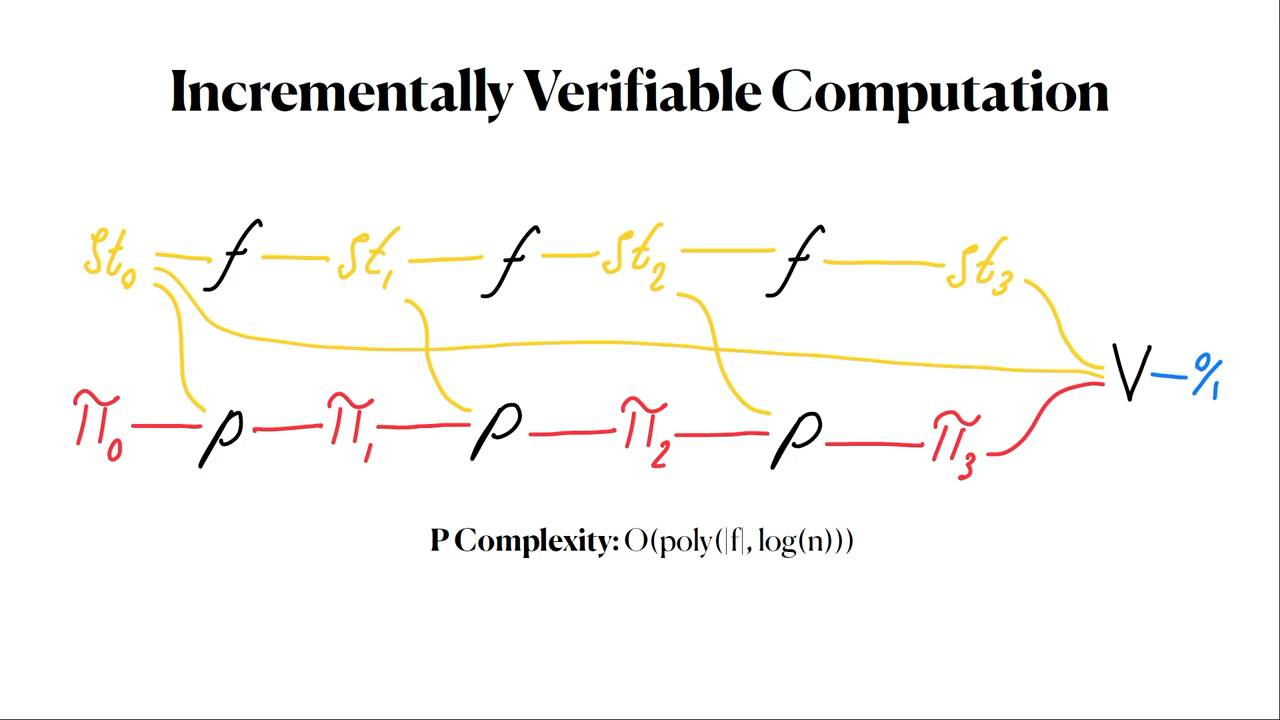 Incrementally Verifiable Computation
st₀ f st₁ f st₂ f st₃
V 0/1
π₀ P π₁ P π₂ P π₃
P Complexity: O(poly(|f|, log(n)))